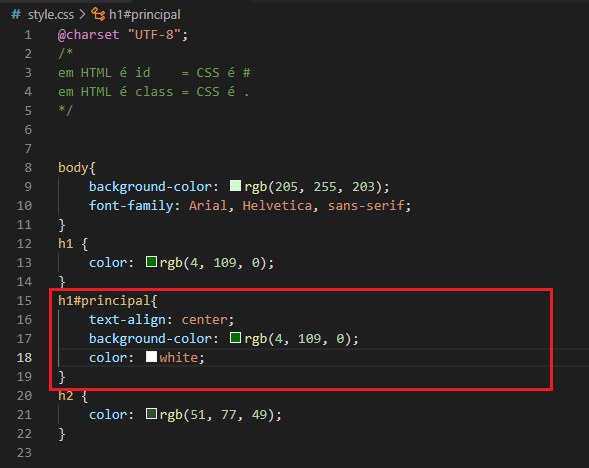 # style.css > h1#principal
1 @charset "UTF-8";
2 /*
3 em HTML é id    = CSS é #
4 em HTML é class = CSS é .
5 */
6
7
8 body{
9     background-color: rgb(205, 255, 203);
10     font-family: Arial, Helvetica, sans-serif;
11 }
12 h1 {
13     color: rgb(4, 109, 0);
14 }
15 h1#principal{
16     text-align: center;
17     background-color: rgb(4, 109, 0);
18     color: white;
19 }
20 h2 {
21     color: rgb(51, 77, 49);
22 }
23